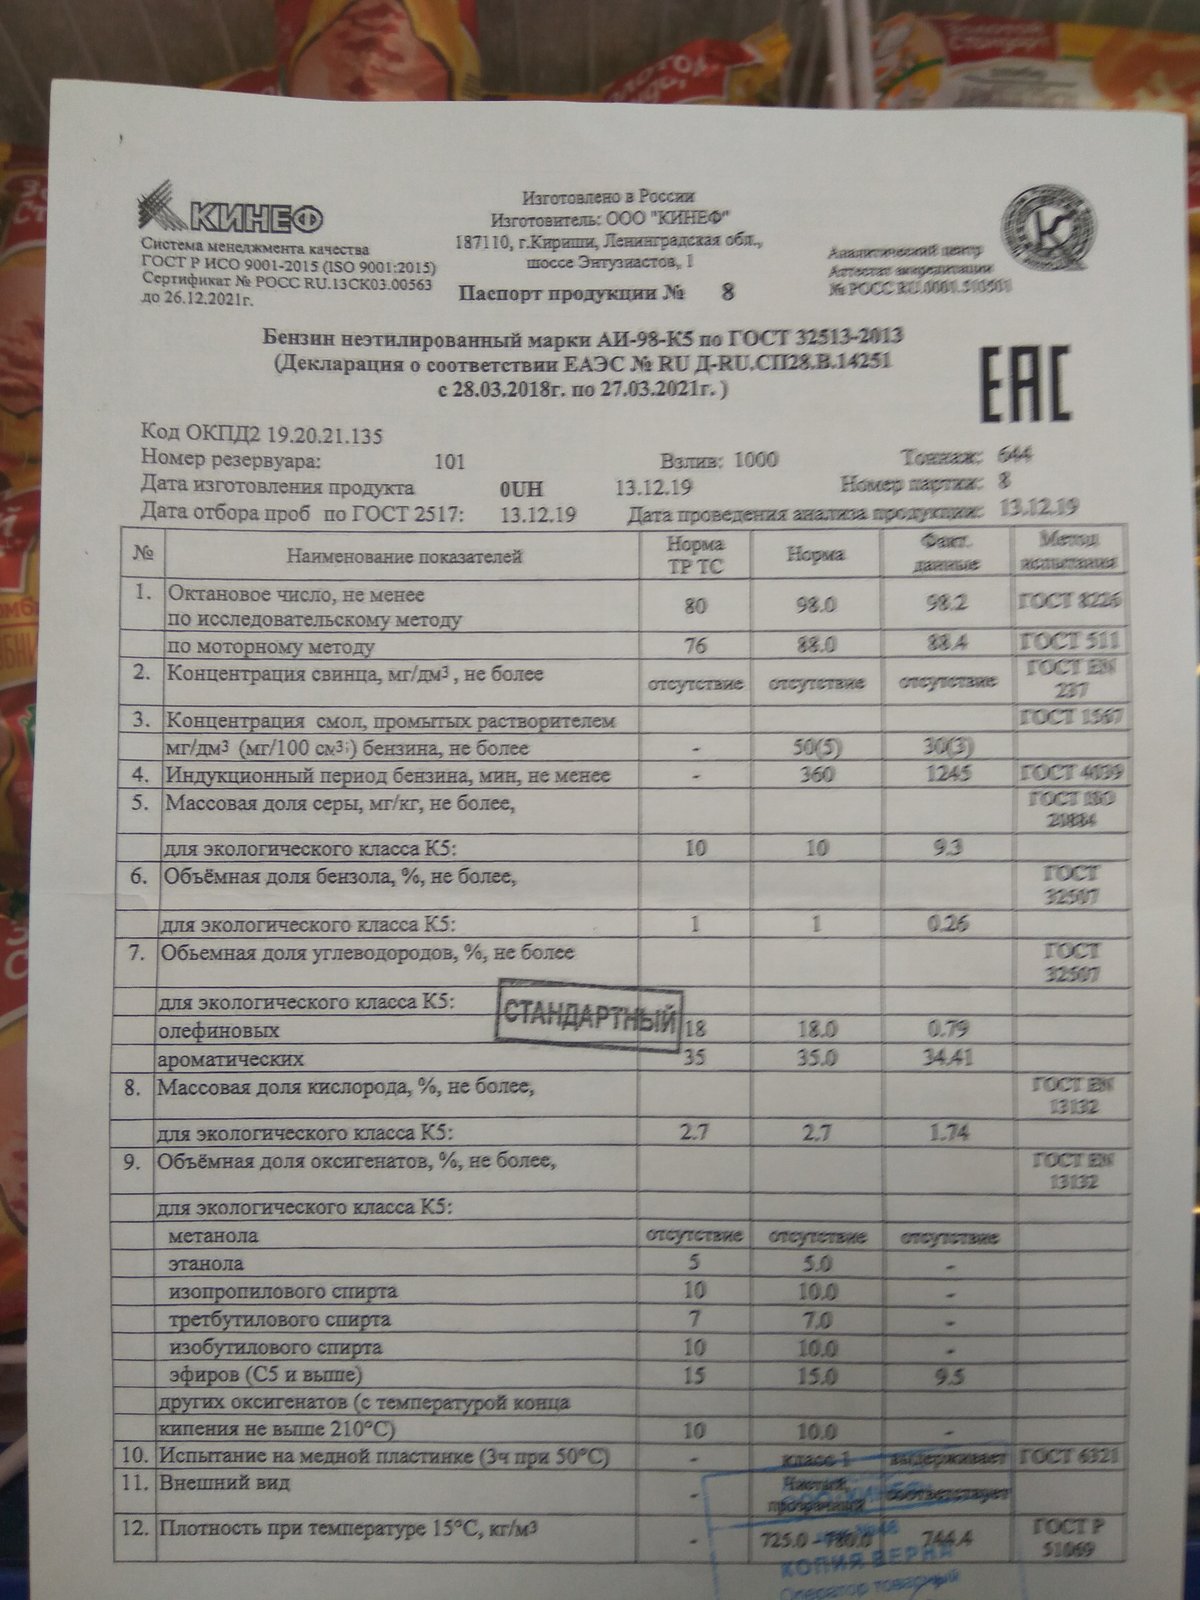 КИНЕФ
Система менеджмента качества
ГОСТ Р ИСО 9001-2015 (ISO 9001:2015)
Сертификат № РОСС RU.13СК03.00563
до 26.12.2021г.
Изготовлено в России
Изготовитель: ООО "КИНЕФ"
187110, г.Кириши, Ленинградская обл.,
шоссе Энтузиастов, 1
Паспорт продукции № 8
Аналитический центр
Аттестат аккредитации
№ РОСС RU.0001.510501
Бензин неэтилированный марки АИ-98-К5 по ГОСТ 32513-2013
(Декларация о соответствии ЕАЭС № RU Д-RU.СП28.В.14251
с 28.03.2018г. по 27.03.2021г. )
ЕАС
Код ОКПД2 19.20.21.135
Номер резервуара: 101 Взлив: 1000 Тоннаж: 644
Дата изготовления продукта 0UH 13.12.19 Номер партии: 8
Дата отбора проб по ГОСТ 2517: 13.12.19 Дата проведения анализа продукции: 13.12.19
№ Наименование показателей Норма ТР ТС Норма Факт. данные Метод испытания
1. Октановое число, не менее
по исследовательскому методу 80 98.0 98.2 ГОСТ 8226
по моторному методу 76 88.0 88.4 ГОСТ 511
2. Концентрация свинца, мг/дм³ , не более отсутствие отсутствие отсутствие ГОСТ EN 237
3. Концентрация смол, промытых растворителем ГОСТ 1567
мг/дм³ (мг/100 см³;) бензина, не более - 50(5) 30(3)
4. Индукционный период бензина, мин, не менее - 360 1245 ГОСТ 4039
5. Массовая доля серы, мг/кг, не более, ГОСТ ISO 20884
для экологического класса К5: 10 10 9.3
6. Объёмная доля бензола, %, не более, ГОСТ 32507
для экологического класса К5: 1 1 0.26
7. Обьемная доля углеводородов, %, не более ГОСТ 32507
для экологического класса К5:
СТАНДАРТНЫЙ
олефиновых 18 18.0 0.79
ароматических 35 35.0 34.41
8. Массовая доля кислорода, %, не более, ГОСТ EN 13132
для экологического класса К5: 2.7 2.7 1.74
9. Объёмная доля оксигенатов, %, не более, ГОСТ EN 13132
для экологического класса К5:
метанола отсутствие отсутствие отсутствие
этанола 5 5.0 -
изопропилового спирта 10 10.0 -
третбутилового спирта 7 7.0 -
изобутилового спирта 10 10.0 -
эфиров (С5 и выше) 15 15.0 9.5
других оксигенатов (с температурой конца
кипения не выше 210°С) 10 10.0 -
10. Испытание на медной пластинке (3ч при 50°С) - класс 1 выдерживает ГОСТ 6321
11. Внешний вид - Чистый, прозрачный соответствует
12. Плотность при температуре 15°С, кг/м³ - 725.0 - 780.0 744.4 ГОСТ Р 51069
КОПИЯ ВЕРНА
Оператор товарный